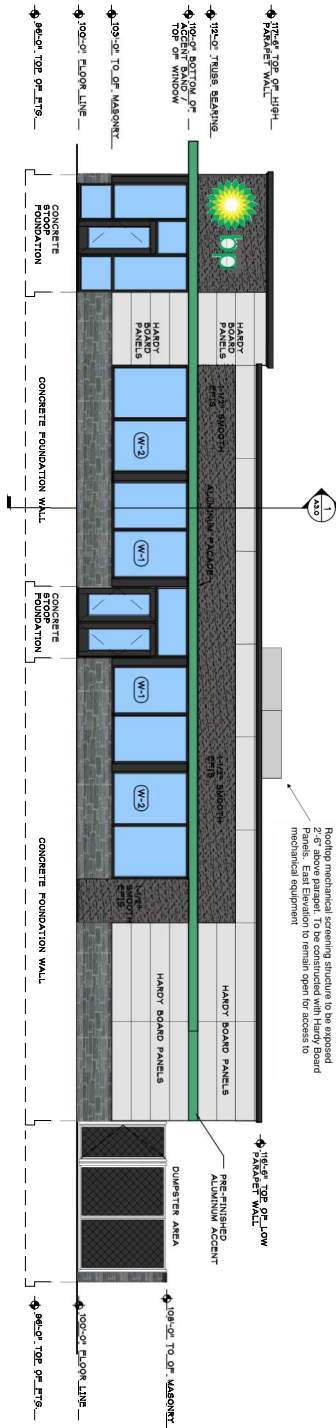 117'-6" TOP OF HIGH
PARAPET WALL
112'-0" TRUSS BEARING
110'-0" BOTTOM OF
ACCENT BAND /
TOP OF WINDOW
103'-0" TO OF MASONRY
100'-0" FLOOR LINE
96'-0" TOP OF FTG.
bp
HARDY
BOARD
PANELS
HARDY
BOARD
PANELS
1-1/2" SMOOTH
EFIS
ALUMINUM FACADE
1-1/2" SMOOTH
EFIS
W-2
W-1
W-1
W-2
1-1/2"
SMOOTH
EFIS
HARDY BOARD PANELS
HARDY BOARD PANELS
1
A3.0
Rooftop mechanical screening structure to be exposed
2'-6" above parapet. To be constructed with Hardy Board
Panels. East Elevation to remain open for access to
mechanical equipment
116'-6" TOP OF LOW
PARAPET WALL
PRE-FINISHED
ALUMINUM ACCENT
DUMPSTER AREA
108'-0" TO OF MASONRY
100'-0" FLOOR LINE
96'-0" TOP OF FTG.
CONCRETE
STOOP
FOUNDATION
CONCRETE FOUNDATION WALL
CONCRETE
STOOP
FOUNDATION
CONCRETE FOUNDATION WALL